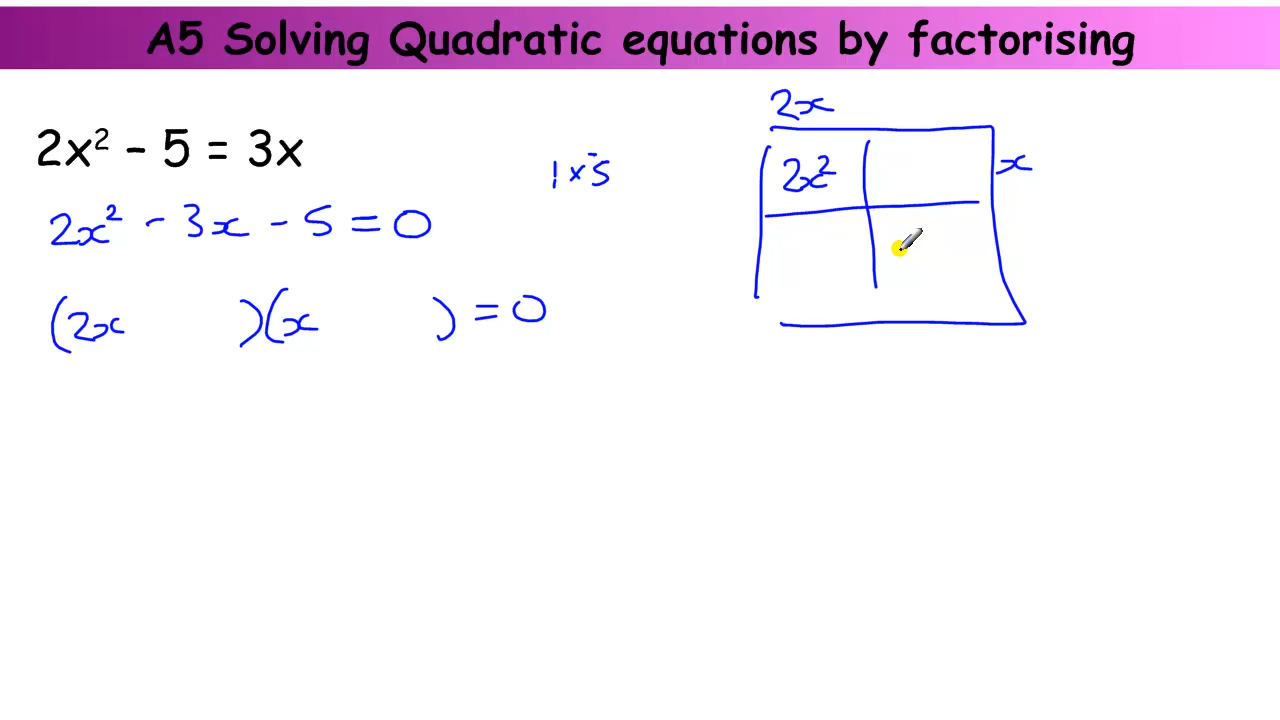 A5 Solving Quadratic equations by factorising
2x² – 5 = 3x
2x² - 3x - 5 = 0
(2x )(x ) = 0
1 × ⁻5
2x
2x²
x